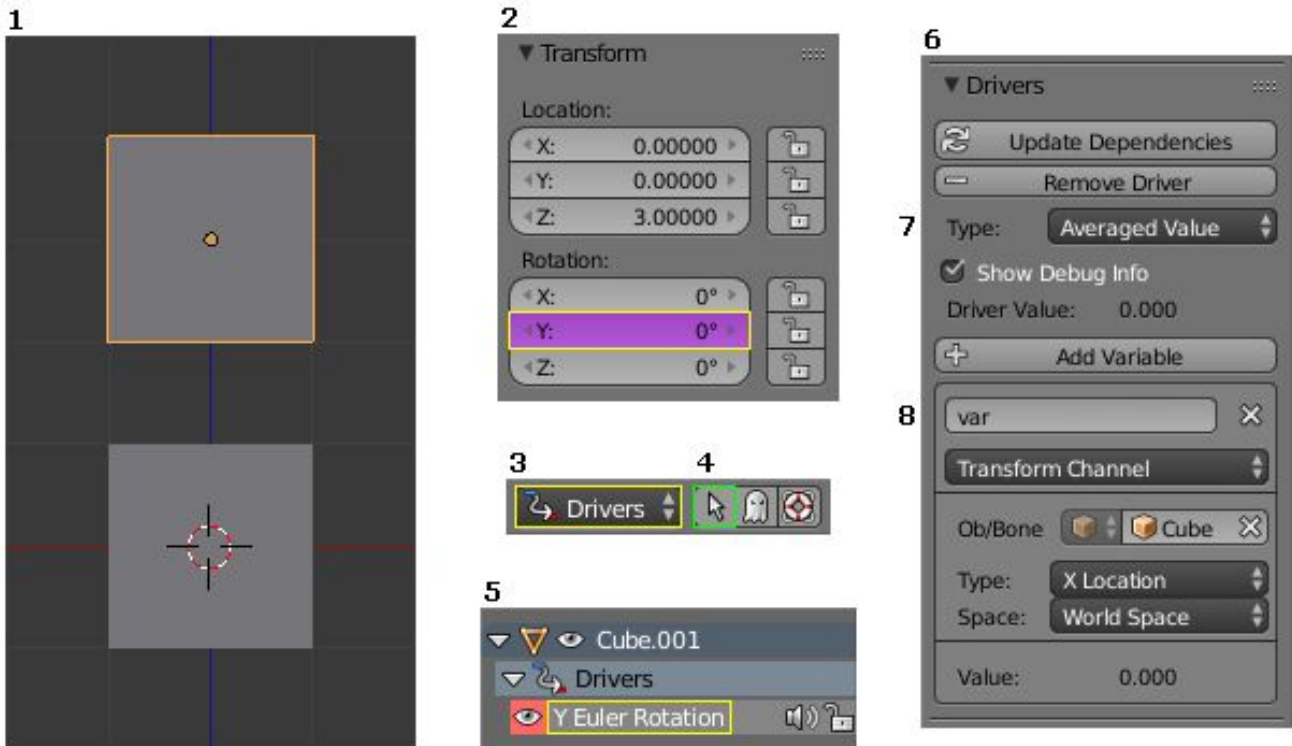 1
2
Transform
Location:
X: 0.00000
Y: 0.00000
Z: 3.00000
Rotation:
X: 0°
Y: 0°
Z: 0°
3
4
Drivers
5
Cube.001
Drivers
Y Euler Rotation
6
Drivers
Update Dependencies
Remove Driver
7
Type: Averaged Value
Show Debug Info
Driver Value: 0.000
Add Variable
8
var
Transform Channel
Ob/Bone Cube
Type: X Location
Space: World Space
Value: 0.000